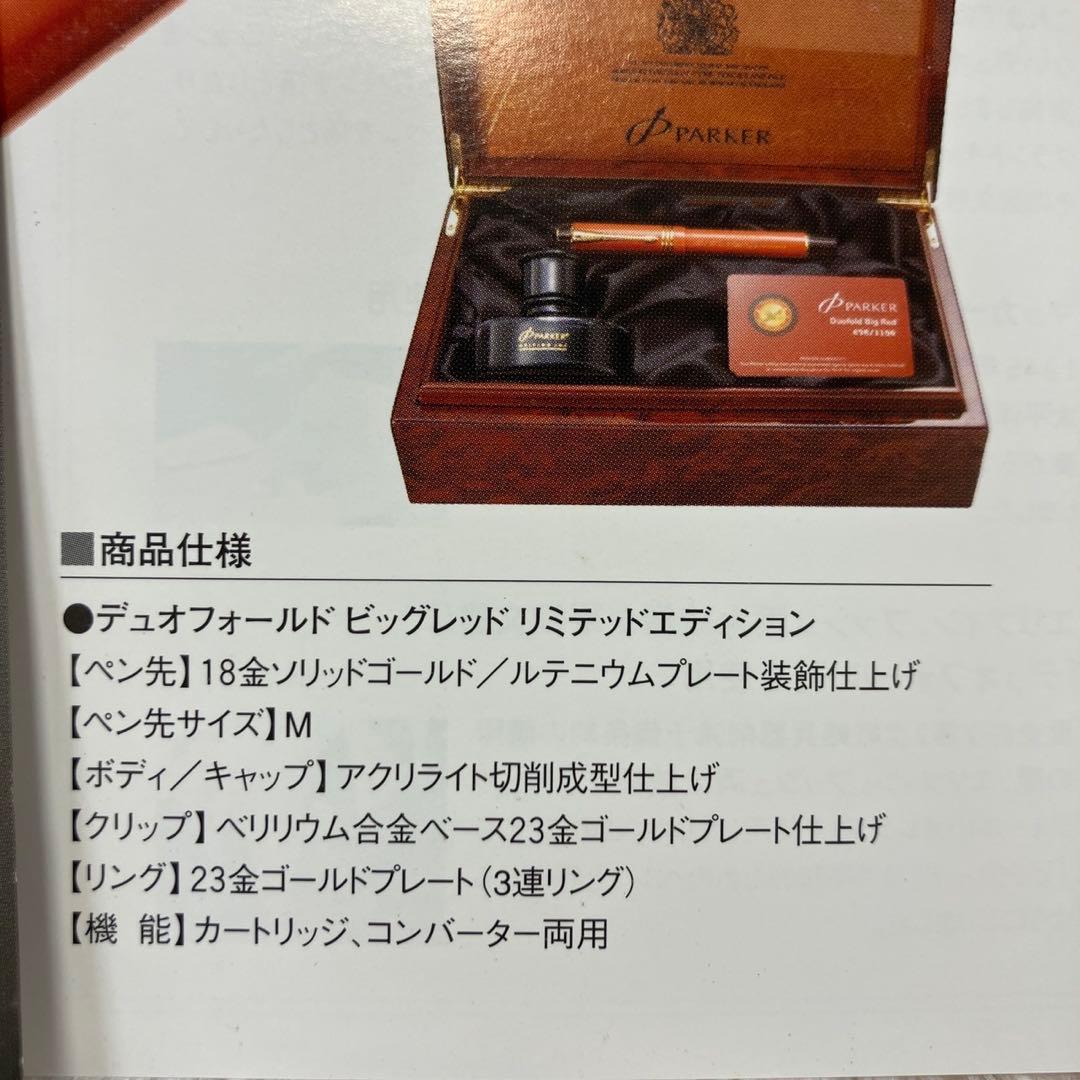 PARKER
PARKER
PARKER
Duofold Big Red
■商品仕様
●デュオフォールド ビッグレッド リミテッドエディション
【ペン先】18金ソリッドゴールド／ルテニウムプレート装飾仕上げ
【ペン先サイズ】M
【ボディ／キャップ】アクリライト切削成型仕上げ
【クリップ】ベリリウム合金ベース23金ゴールドプレート仕上げ
【リング】23金ゴールドプレート（3連リング）
【機 能】カートリッジ、コンバーター両用